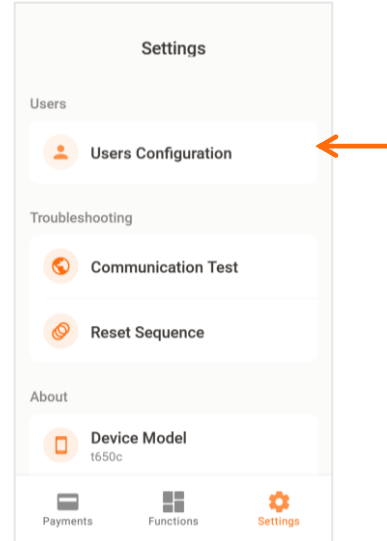 Settings
Users
Users Configuration
Troubleshooting
Communication Test
Reset Sequence
About
Device Model
t650c
Payments
Functions
Settings